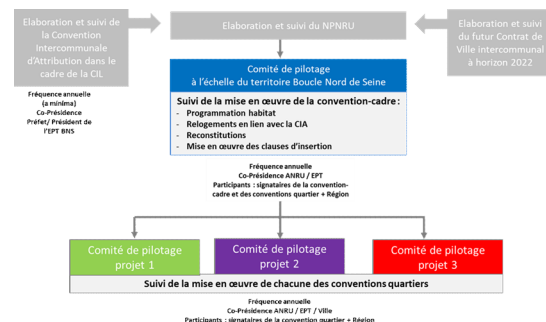 Elaboration et suivi de
la Convention
Intercommunale
d'Attribution dans le
cadre de la CIL
Fréquence annuelle
(a minima)
Co-Présidence
Préfet/ Président de
l'EPT BNS
Elaboration et suivi du NPNRU
Elaboration et suivi
du futur Contrat de
Ville intercommunal
à horizon 2022
Comité de pilotage
à l'échelle du territoire Boucle Nord de Seine
Suivi de la mise en œuvre de la convention-cadre :
- Programmation habitat
- Relogements en lien avec la CIA
- Reconstitutions
- Mise en œuvre des clauses d'insertion
Fréquence annuelle
Co-Présidence ANRU / EPT
Participants : signataires de la convention-
cadre et des conventions quartier + Région
Comité de pilotage
projet 1
Comité de pilotage
projet 2
Comité de pilotage
projet 3
Suivi de la mise en œuvre de chacune des conventions quartiers
Fréquence annuelle
Co-Présidence ANRU / EPT / Ville
Participants : signataires de la convention quartier + Région